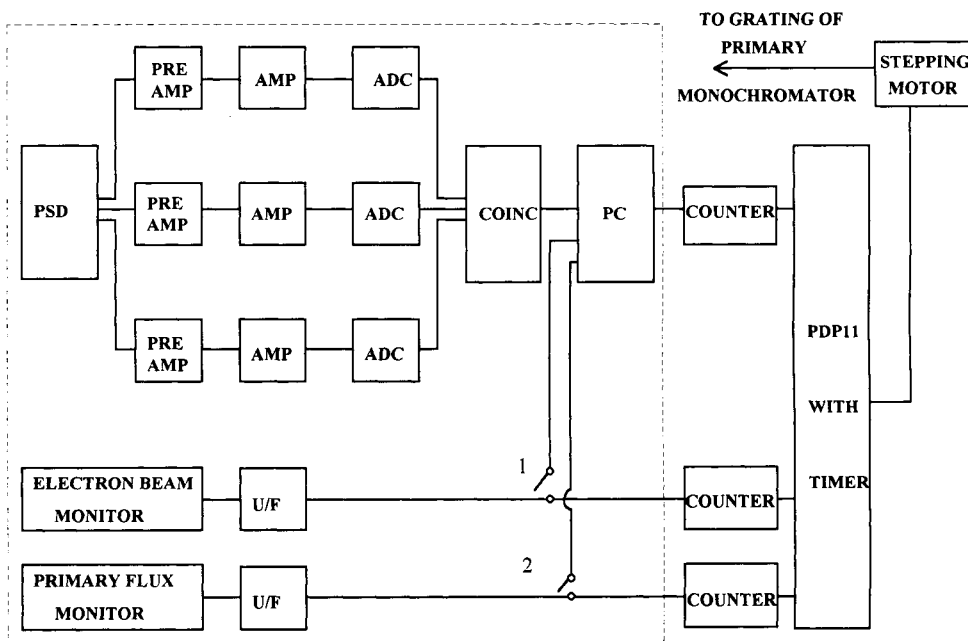 TO GRATING OF
PRIMARY
MONOCHROMATOR
STEPPING
MOTOR
PRE
AMP
AMP
ADC
PSD
PRE
AMP
AMP
ADC
COINC
PC
COUNTER
PRE
AMP
AMP
ADC
PDP11
WITH
TIMER
1
ELECTRON BEAM
MONITOR
U/F
COUNTER
2
PRIMARY FLUX
MONITOR
U/F
COUNTER